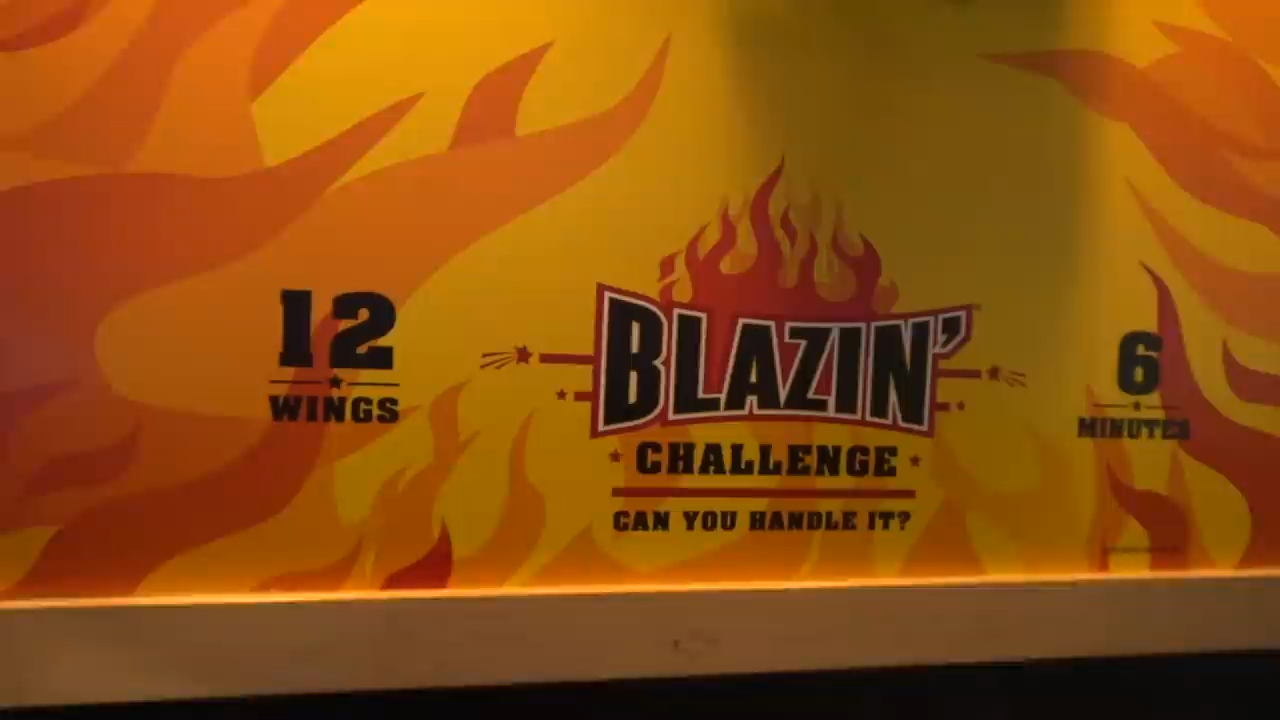 12
WINGS
BLAZIN'
CHALLENGE
CAN YOU HANDLE IT?
6
MINUTES